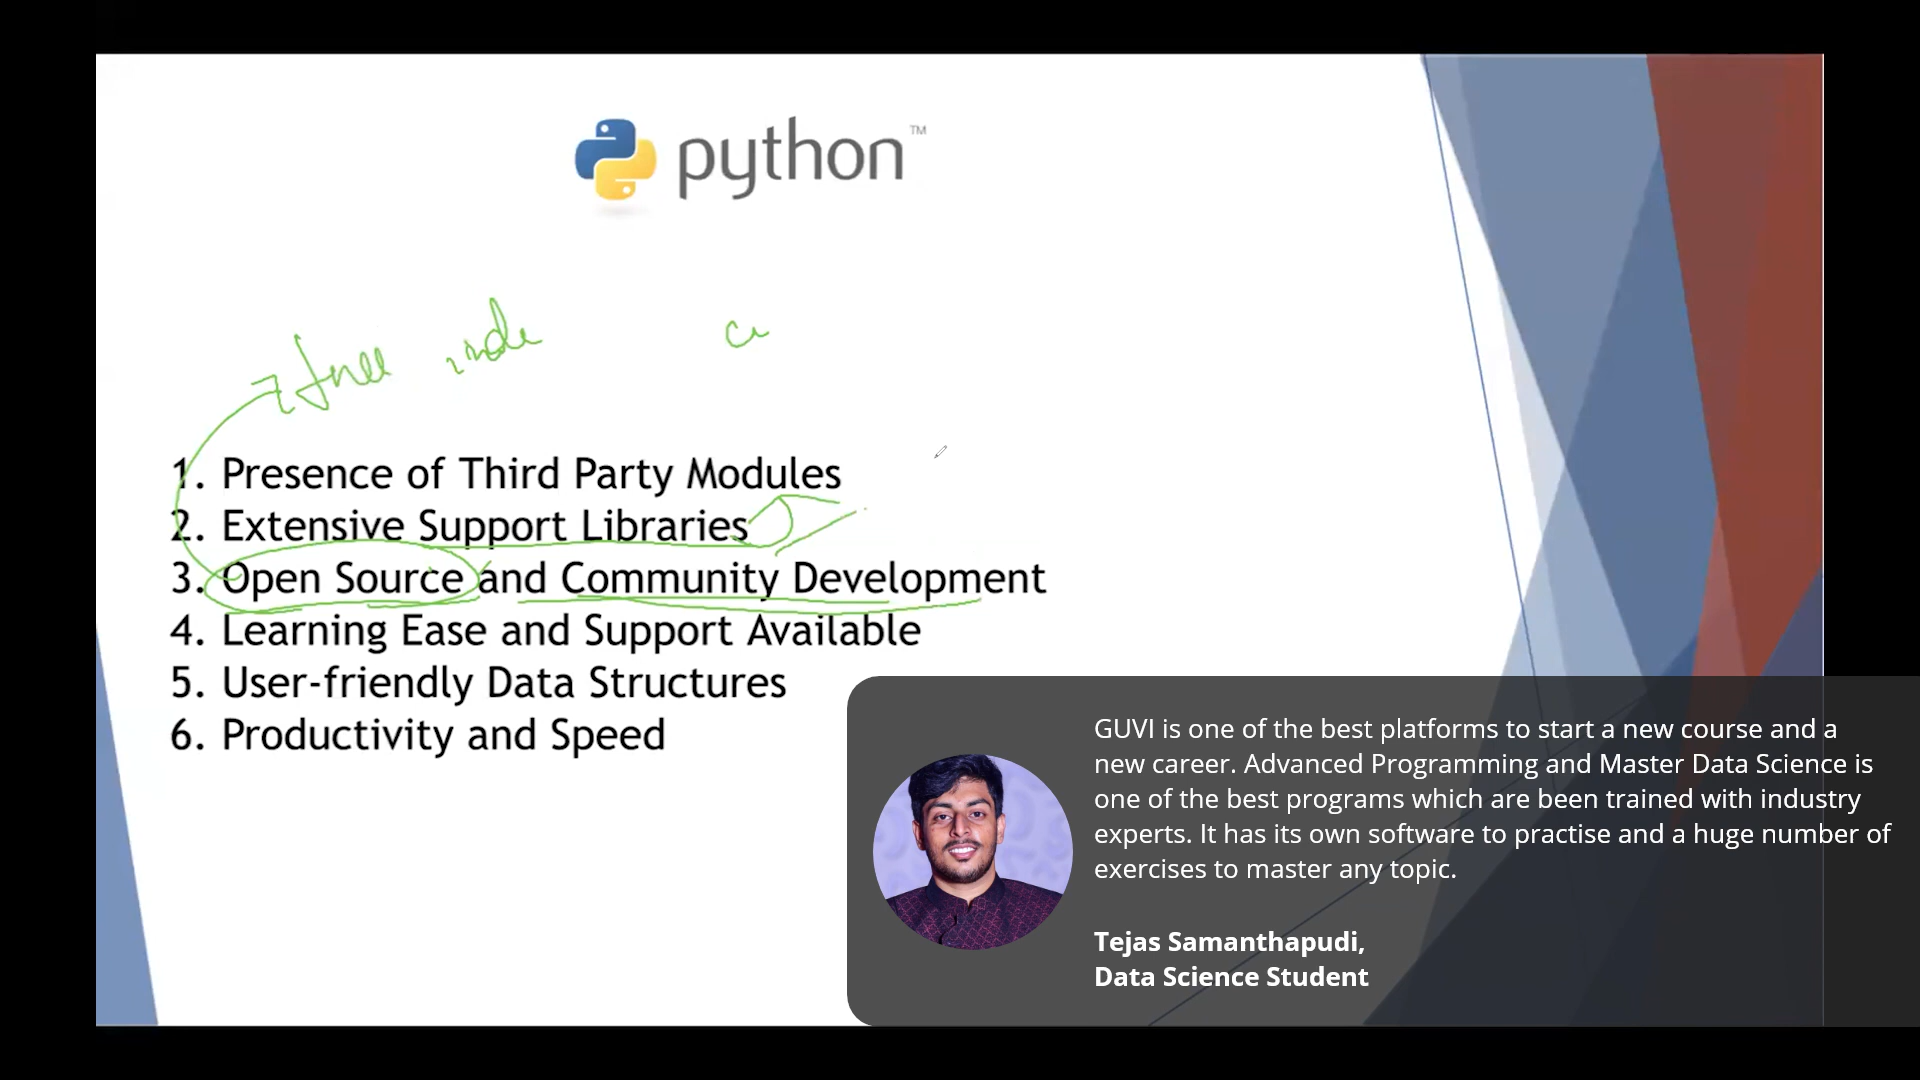 python™
free
1. Presence of Third Party Modules
2. Extensive Support Libraries
3. Open Source and Community Development
4. Learning Ease and Support Available
5. User-friendly Data Structures
6. Productivity and Speed
GUVI is one of the best platforms to start a new course and a
new career. Advanced Programming and Master Data Science is
one of the best programs which are been trained with industry
experts. It has its own software to practise and a huge number of
exercises to master any topic.
Tejas Samanthapudi,
Data Science Student